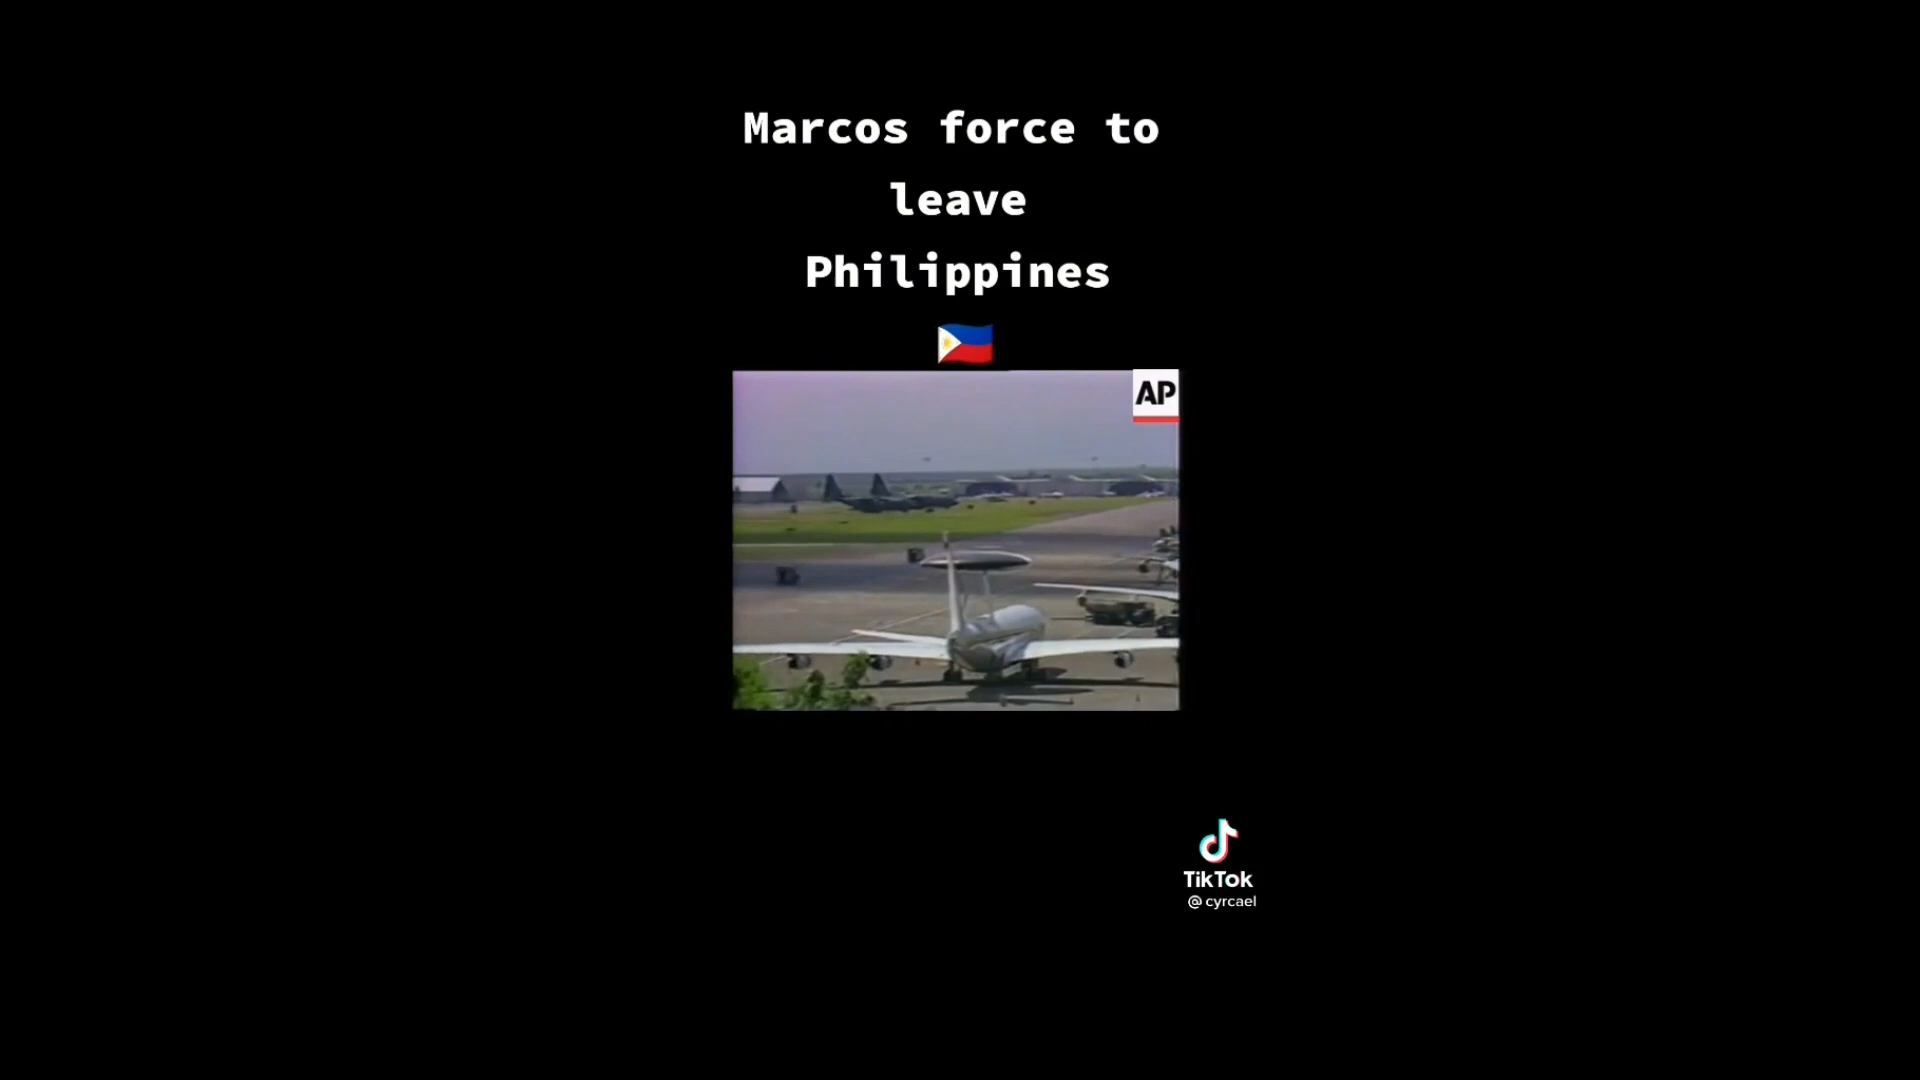 Marcos force to
leave
Philippines
AP
TikTok
@cyrcael